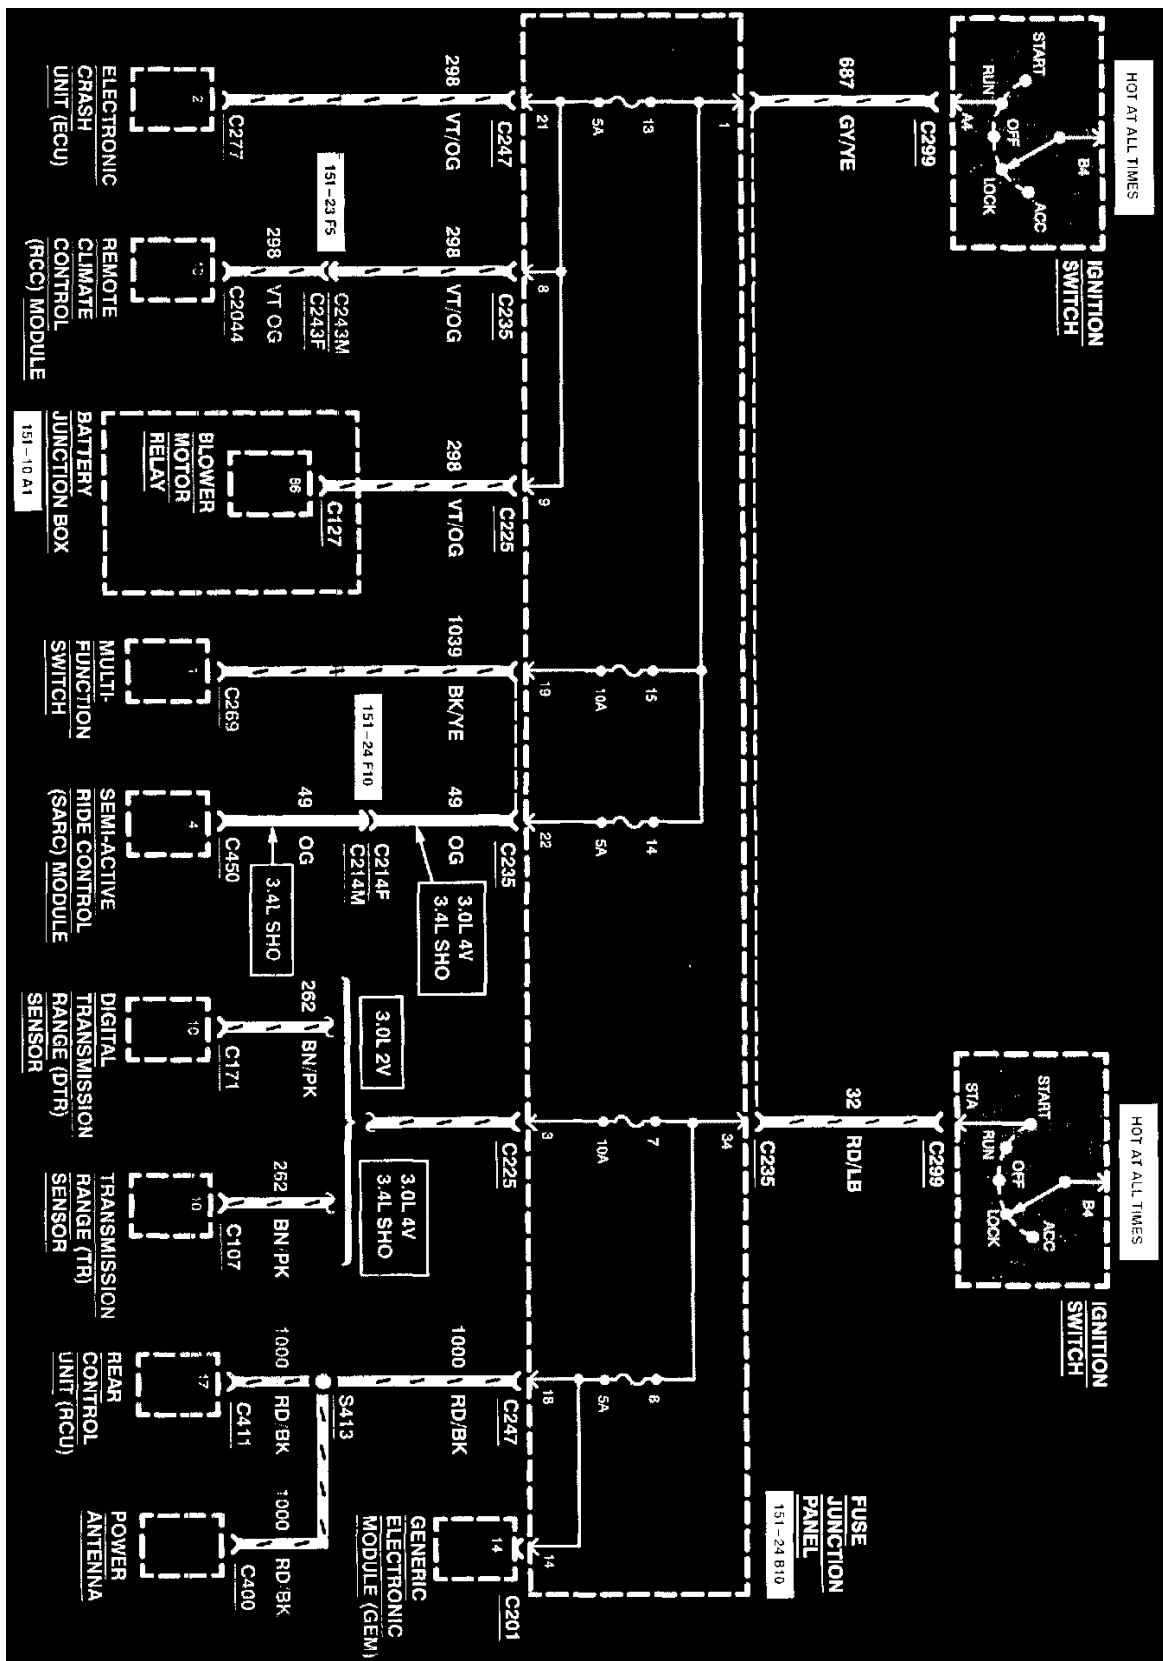 HOT AT ALL TIMES
HOT AT ALL TIMES
B4
START
RUN
OFF
LOCK
ACC
A4
IGNITION
SWITCH
B4
START
RUN
OFF
LOCK
ACC
STA
IGNITION
SWITCH
C299
687
GY/YE
C299
32
RD/LB
C235
FUSE
JUNCTION
PANEL
151-24 B10
1
34
13
5A
15
10A
14
5A
7
10A
8
5A
21
8
9
19
22
3
18
14
C247
C235
C225
C235
C225
C247
C201
298
VT/OG
298
VT/OG
298
VT/OG
1039
BK/YE
49
OG
3.0L 4V
3.4L SHO
1000
RD/BK
14
GENERIC
ELECTRONIC
MODULE (GEM)
151-23 F5
C243M
C243F
151-24 F10
C214F
C214M
3.0L 2V
3.0L 4V
3.4L SHO
S413
298
VT OG
C127
86
BLOWER
MOTOR
RELAY
49
OG
3.4L SHO
262
BN/PK
262
BN/PK
1000
RD/BK
1000
RD/BK
C277
C2044
C269
C450
C171
C107
C411
C400
2
10
1
4
10
10
17
ELECTRONIC
CRASH
UNIT (ECU)
REMOTE
CLIMATE
CONTROL
(RCC) MODULE
BATTERY
JUNCTION BOX
151-10 A1
MULTI-
FUNCTION
SWITCH
SEMI-ACTIVE
RIDE CONTROL
(SARC) MODULE
DIGITAL
TRANSMISSION
RANGE (DTR)
SENSOR
TRANSMISSION
RANGE (TR)
SENSOR
REAR
CONTROL
UNIT (RCU)
POWER
ANTENNA